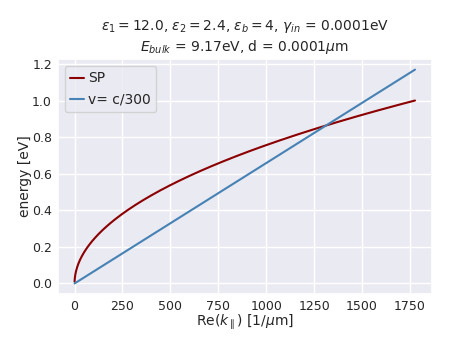 ε₁ = 12.0, ε₂ = 2.4, ε_b = 4, γ_in = 0.0001eV
E_bulk = 9.17eV, d = 0.0001μm
SP
v= c/300
energy [eV]
1.2
1.0
0.8
0.6
0.4
0.2
0.0
0 250 500 750 1000 1250 1500 1750
Re(k_∥) [1/μm]